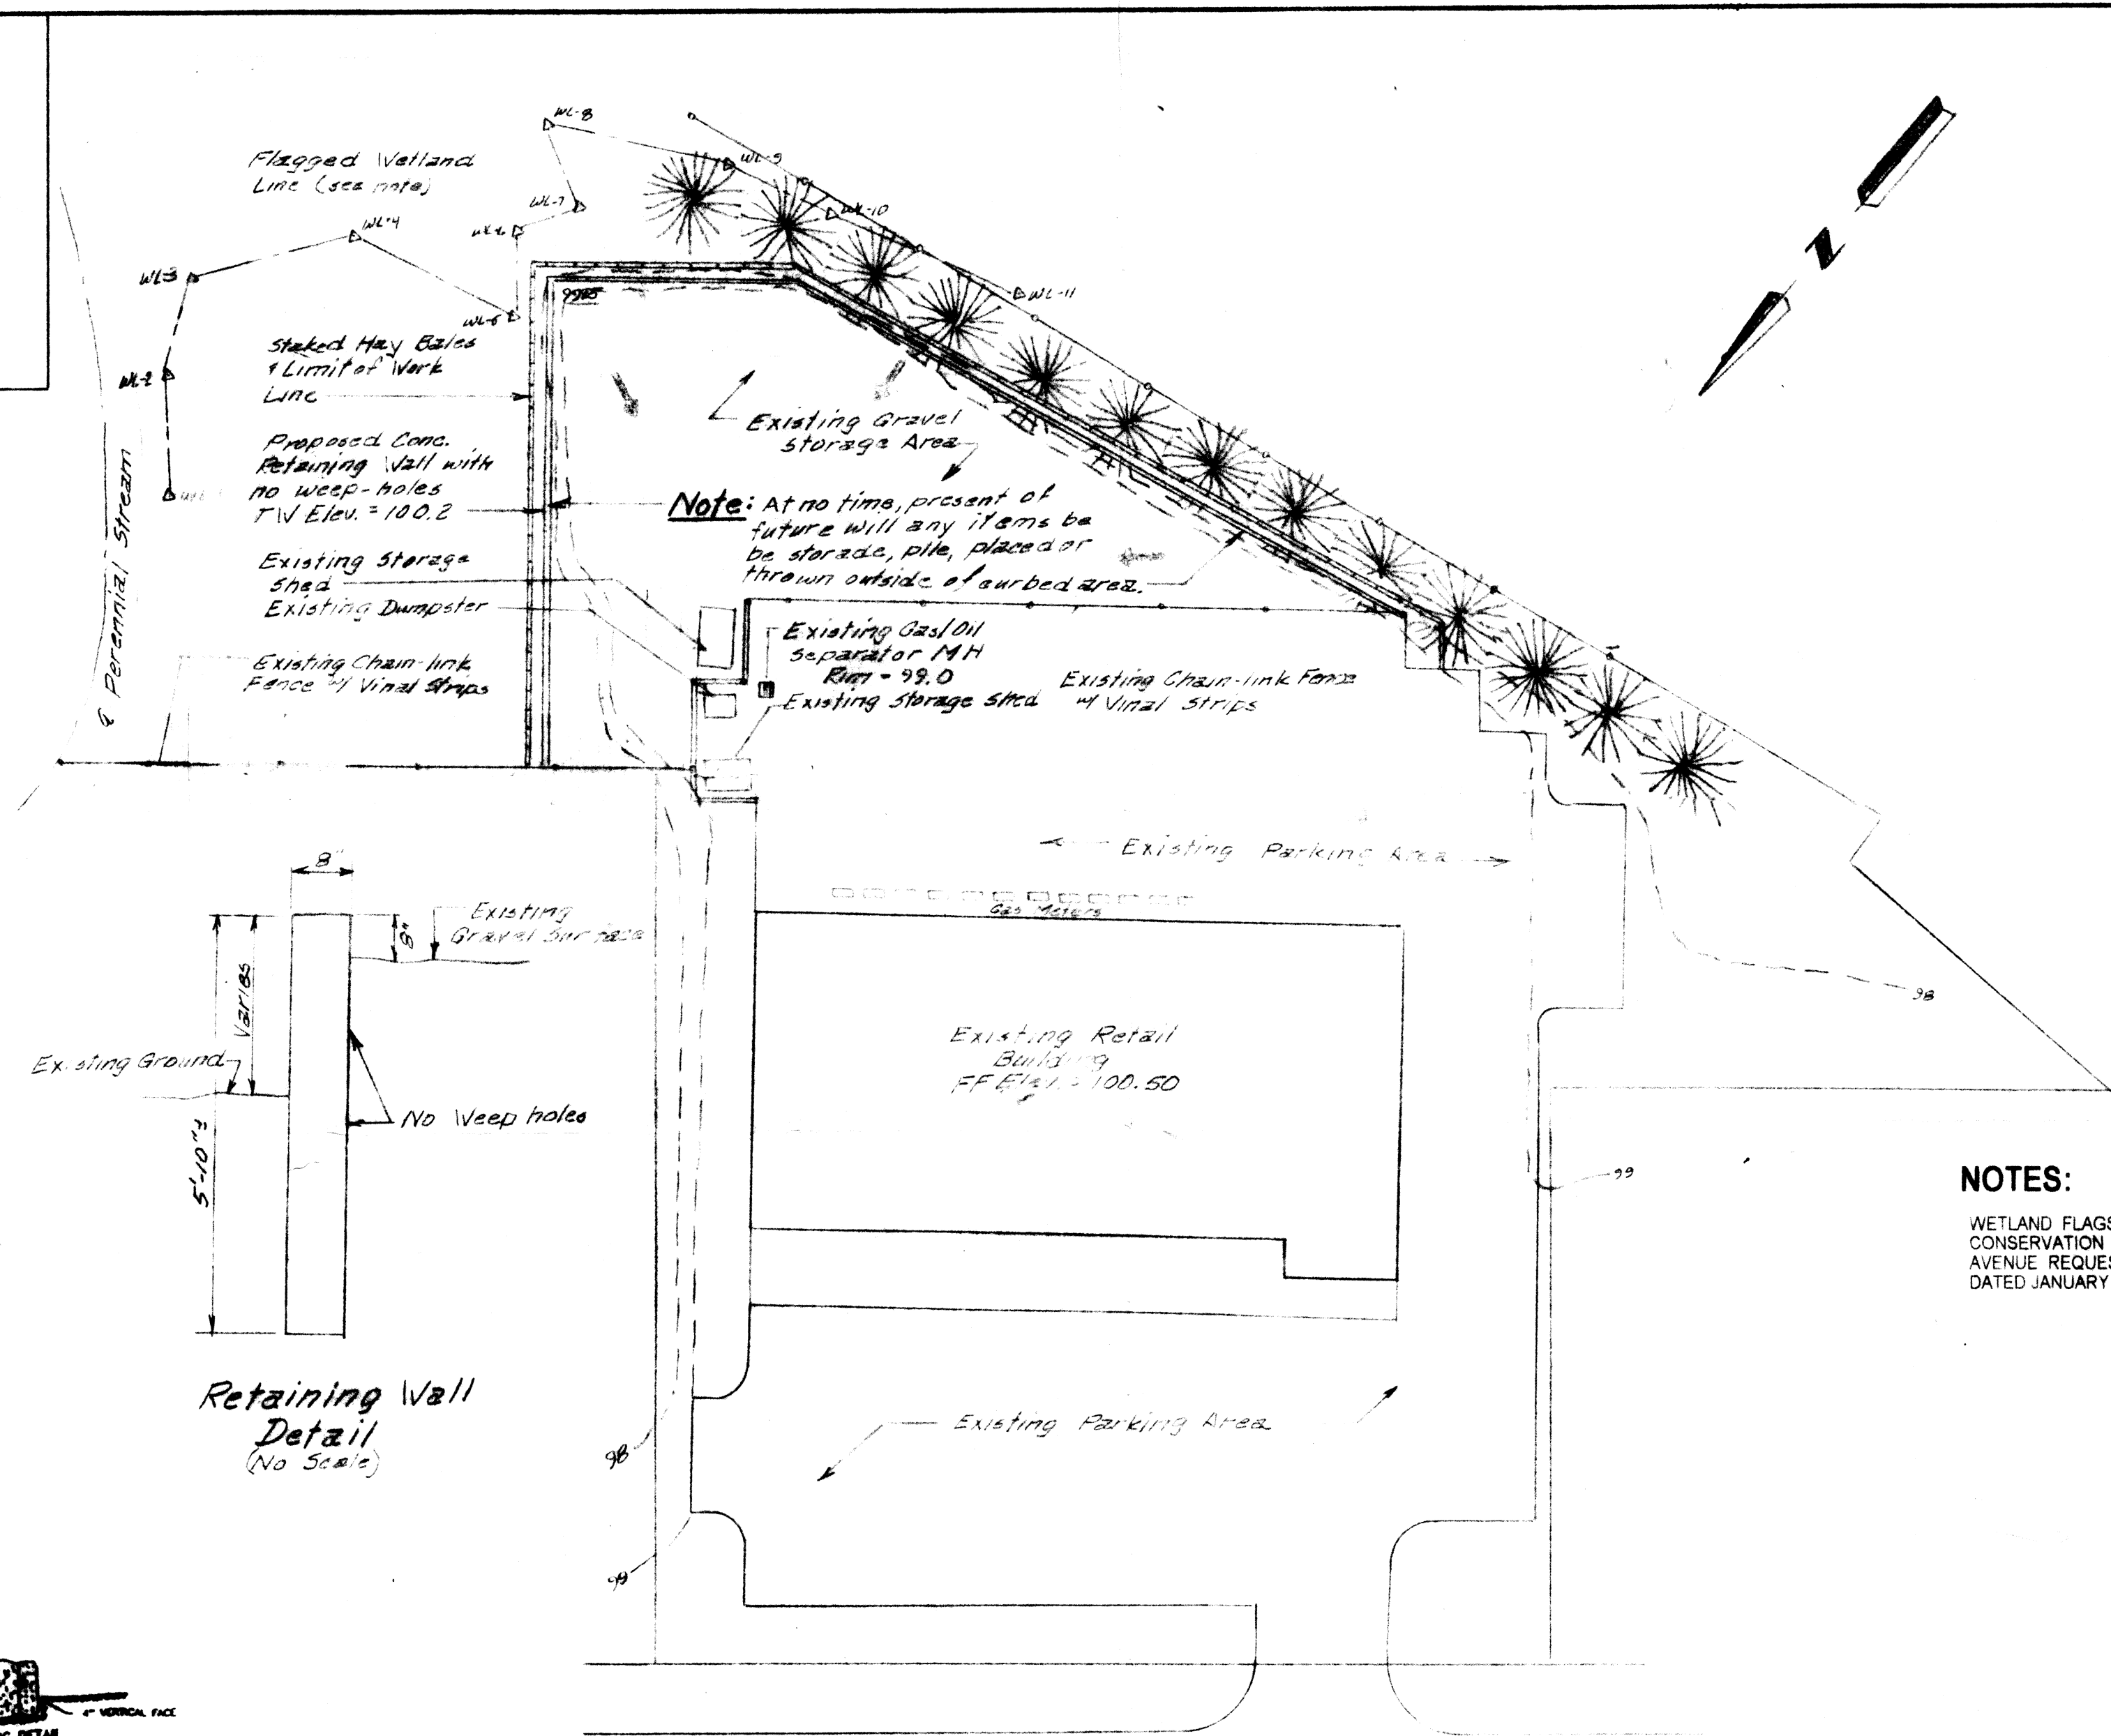 WL-8
Flagged Wetland
Line (see note)
WL-9
WL-7
WL-10
WL-4
WL-3
WL-11
WL-2
Staked Hay Bales
& Limit of Work
Line
Proposed Conc.
Retaining Wall with
no weep-holes
TW Elev. = 100.2
Existing Storage
Shed
Existing Dumpster
Existing Chain-link
Fence w/ Vinal Strips
℄ Perennial Stream
Existing Gravel
Storage Area
Note: At no time, present of
future will any items be
be storade, pile, placed or
thrown outside of curbed area.
Existing Gas/Oil
Separator MH
Rim = 99.0
Existing Storage Shed
Existing Chain-link Fence
w/ Vinal Strips
N
Existing Parking Area
Gas Meters
Existing Retail
Building
FF Elev. = 100.50
98
99
8"
8"
Existing
Gravel Surface
Varies
Existing Ground
No Weep holes
5'-10"±
Retaining Wall
Detail
(No Scale)
Existing Parking Area
98
99
NOTES:
WETLAND FLAGS
CONSERVATION
AVENUE REQUES
DATED JANUARY
4" VERTICAL FACE
DETAIL